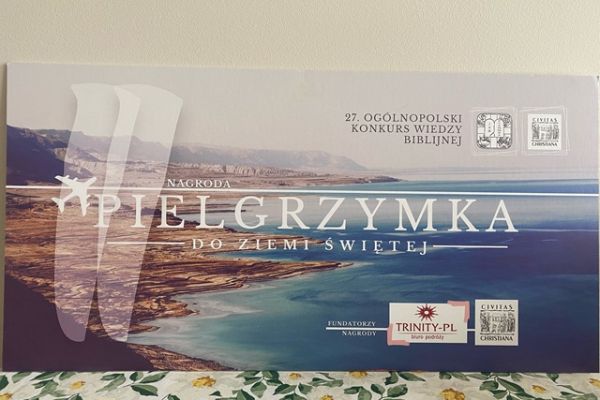 27. OGÓLNOPOLSKI
KONKURS WIEDZY
BIBLIJNEJ
CIVITAS
CHRISTIANA
NAGRODA
PIELGRZYMKA
DO ZIEMI ŚWIĘTEJ
FUNDATORZY
NAGRODY
TRINITY-PL
biuro podróży
CIVITAS
CHRISTIANA